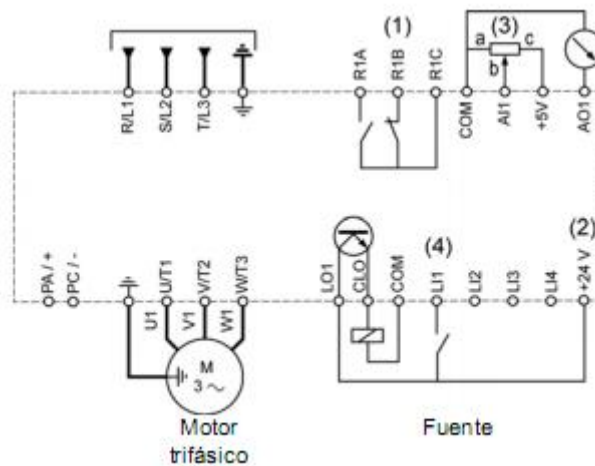 (1)
(3)
R1A
R1B
R1C
a
c
b
COM
AI1
+5V
AO1
R/L1
S/L2
T/L3
PA / +
PC / -
U/T1
V/T2
W/T3
U1
V1
W1
M
3 ~
LO1
CLO
COM
(4)
LI1
LI2
LI3
LI4
(2)
+24 V
Motor
trifásico
Fuente